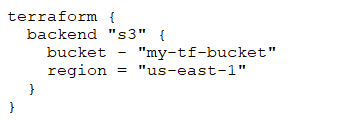 terraform {
  backend "s3" {
    bucket - "my-tf-bucket"
    region = "us-east-1"
  }
}